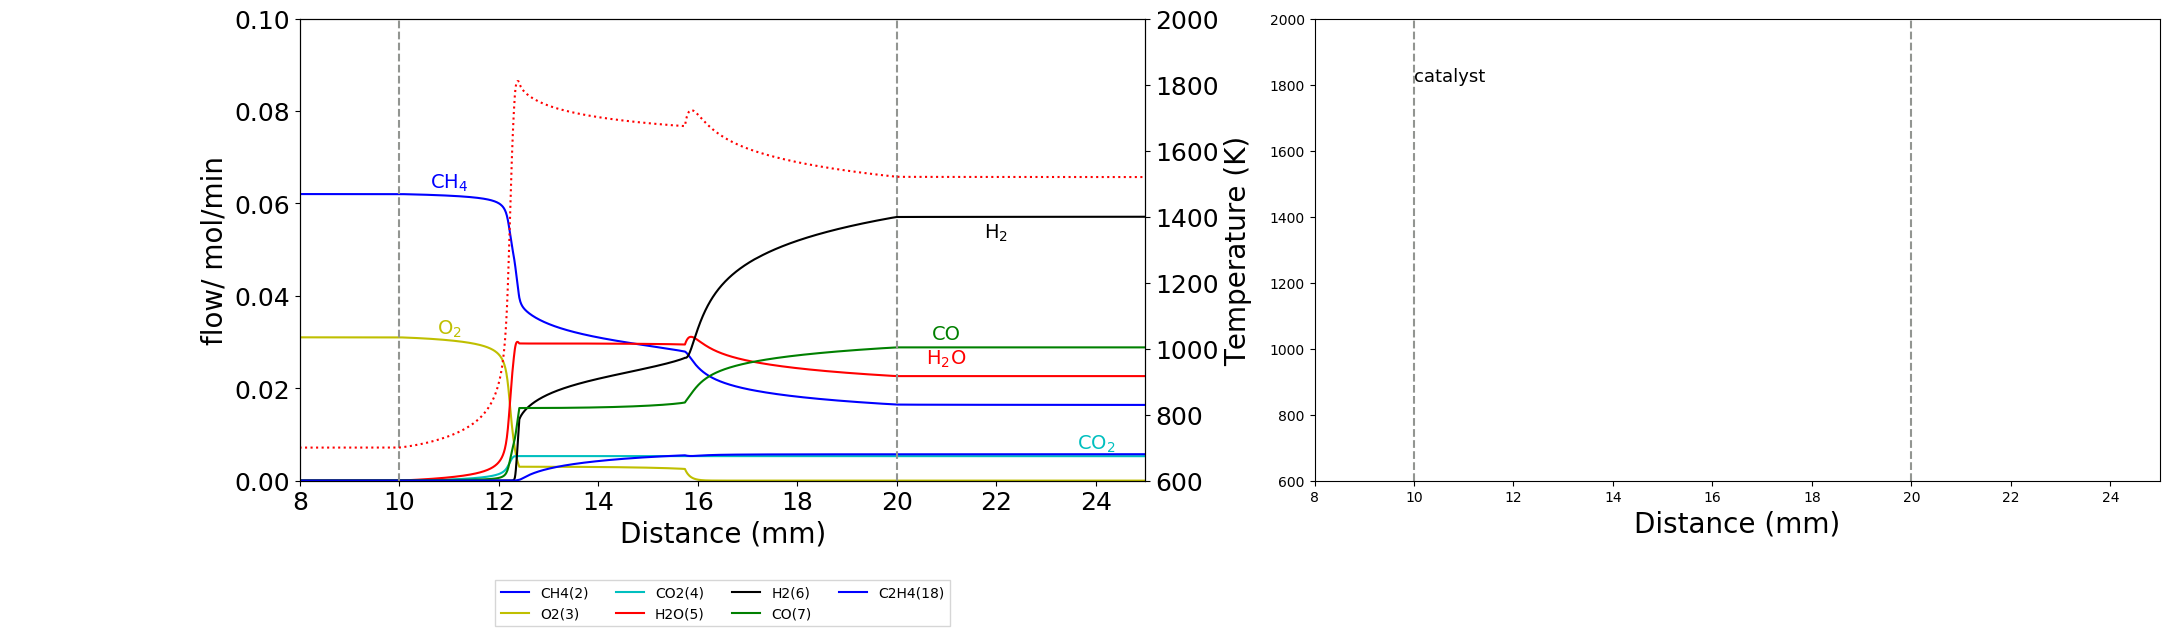 0.10
0.08
0.06
0.04
0.02
0.00
flow/ mol/min
CH₄
O₂
H₂
CO
H₂O
CO₂
8 10 12 14 16 18 20 22 24
Distance (mm)
2000
1800
1600
1400
1200
1000
800
600
Temperature (K)
CH4(2) CO2(4) H2(6) C2H4(18)
O2(3) H2O(5) CO(7)
2000
1800
1600
1400
1200
1000
800
600
catalyst
8 10 12 14 16 18 20 22 24
Distance (mm)